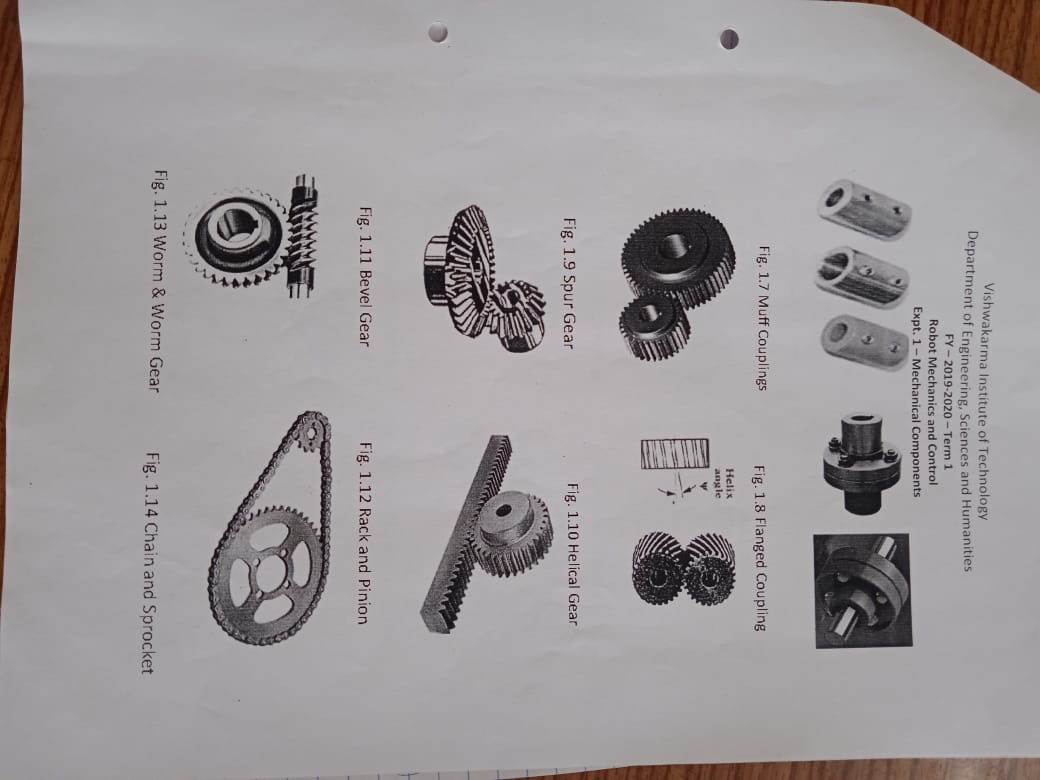 Vishwakarma Institute of Technology
Department of Engineering, Sciences and Humanities
FY – 2019-2020 – Term 1
Robot Mechanics and Control
Expt. 1 – Mechanical Components
Fig. 1.7 Muff Couplings
Fig. 1.8 Flanged Coupling
Helix
angle
ψ
Fig. 1.9 Spur Gear
Fig. 1.10 Helical Gear
Fig. 1.11 Bevel Gear
Fig. 1.12 Rack and Pinion
Fig. 1.13 Worm & Worm Gear
Fig. 1.14 Chain and Sprocket